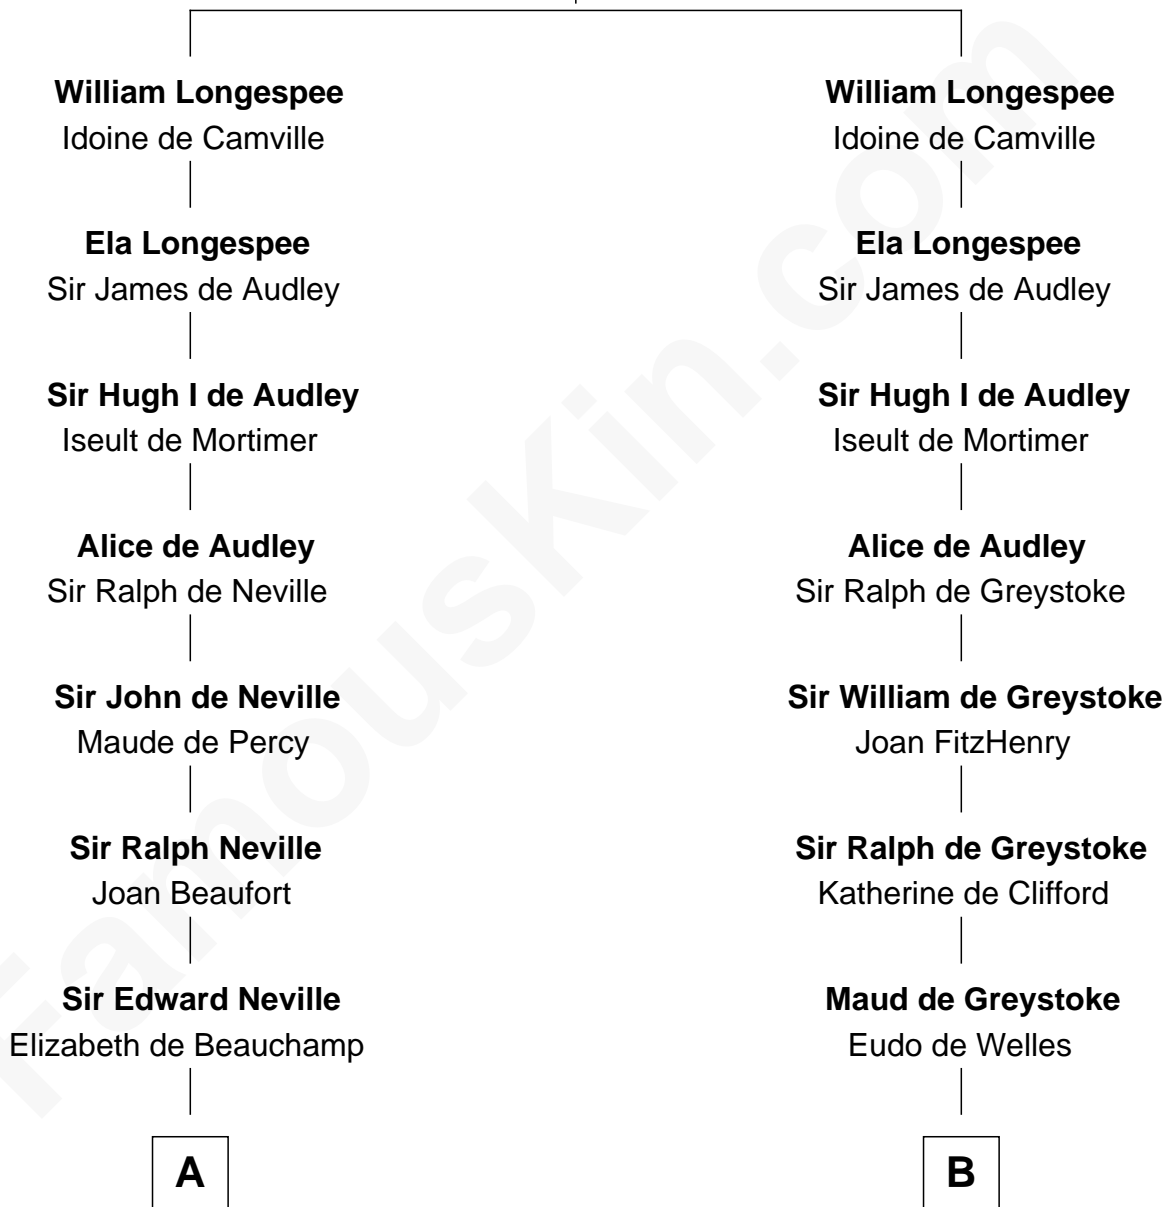 William Longespee
Idoine de Camville
Ela Longespee
Sir James de Audley
Sir Hugh I de Audley
Iseult de Mortimer
Alice de Audley
Sir Ralph de Neville
Sir John de Neville
Maude de Percy
Sir Ralph Neville
Joan Beaufort
Sir Edward Neville
Elizabeth de Beauchamp
A
William Longespee
Idoine de Camville
Ela Longespee
Sir James de Audley
Sir Hugh I de Audley
Iseult de Mortimer
Alice de Audley
Sir Ralph de Greystoke
Sir William de Greystoke
Joan FitzHenry
Sir Ralph de Greystoke
Katherine de Clifford
Maud de Greystoke
Eudo de Welles
B
FamousKin.com